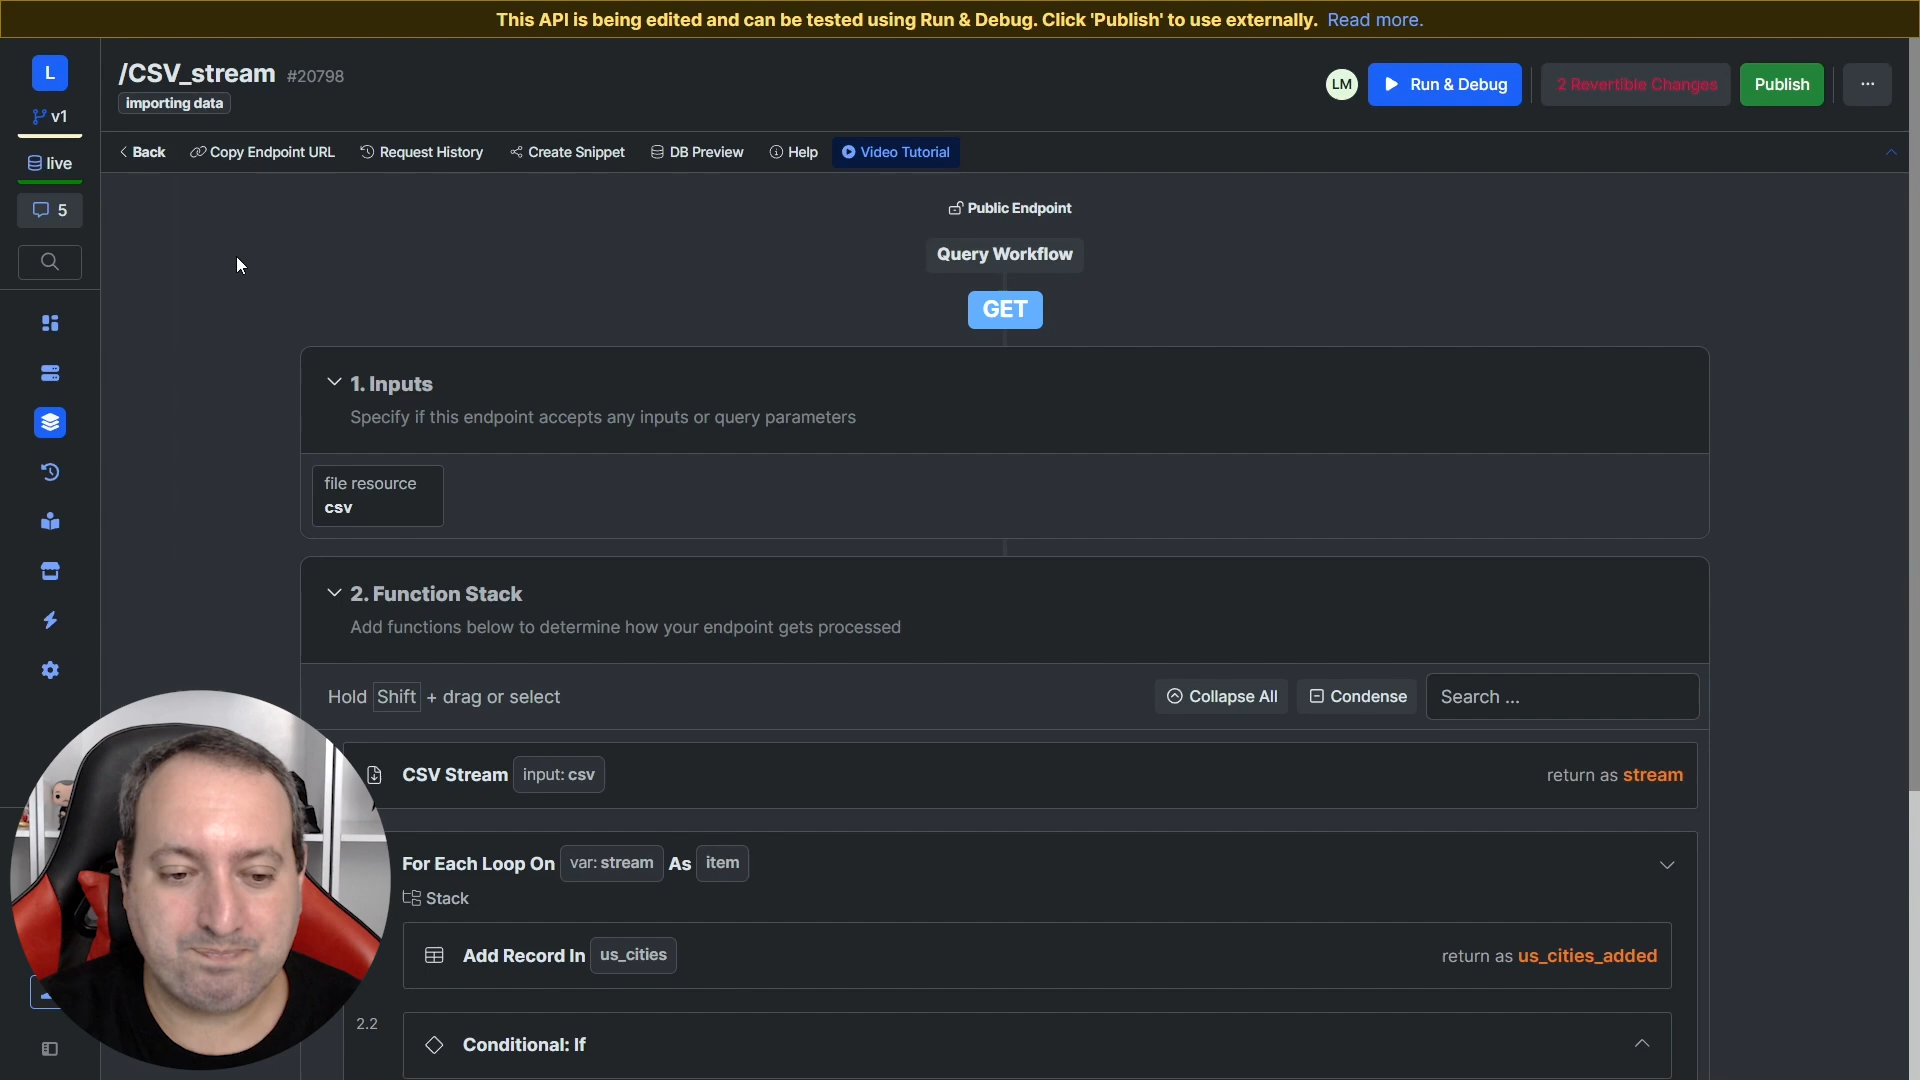 This API is being edited and can be tested using Run & Debug. Click 'Publish' to use externally. Read more.
L
/CSV_stream #20798
importing data
LM
Run & Debug
2 Revertible Changes
Publish
v1
live
5
Back
Copy Endpoint URL
Request History
Create Snippet
DB Preview
Help
Video Tutorial
Public Endpoint
Query Workflow
GET
1. Inputs
Specify if this endpoint accepts any inputs or query parameters
file resource
csv
2. Function Stack
Add functions below to determine how your endpoint gets processed
Hold Shift + drag or select
Collapse All
Condense
Search ...
CSV Stream input: csv
return as stream
For Each Loop On var: stream As item
Stack
Add Record In us_cities
return as us_cities_added
2.2
Conditional: If